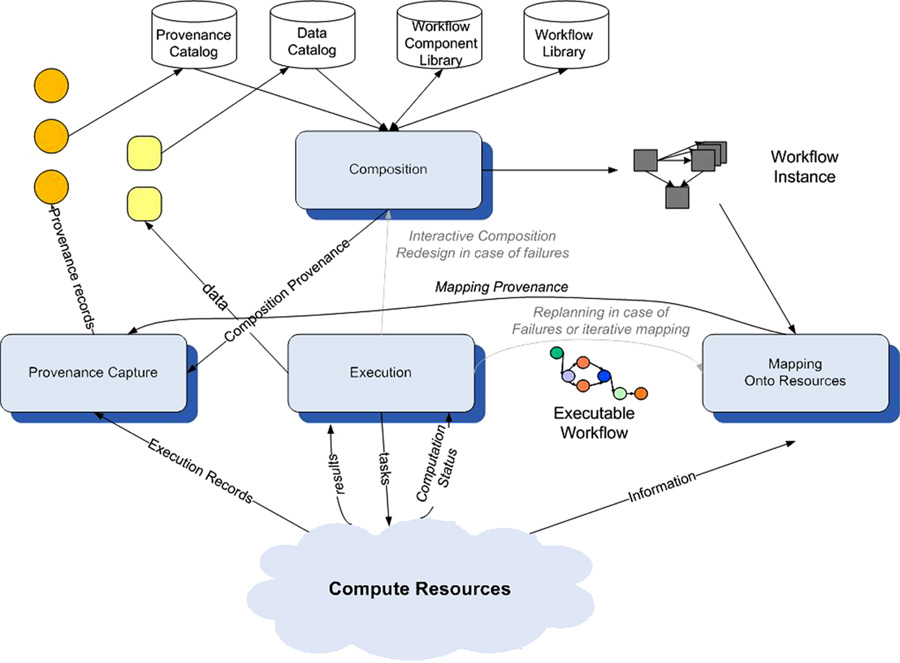 Provenance
Catalog
Data
Catalog
Workflow
Component
Library
Workflow
Library
Composition
Workflow
Instance
Provenance records
data
Composition Provenance
Interactive Composition
Redesign in case of failures
Mapping Provenance
Replanning in case of
Failures or iterative mapping
Provenance Capture
Execution
Mapping
Onto Resources
Executable
Workflow
Execution Records
results
tasks
Computation
Status
Information
Compute Resources